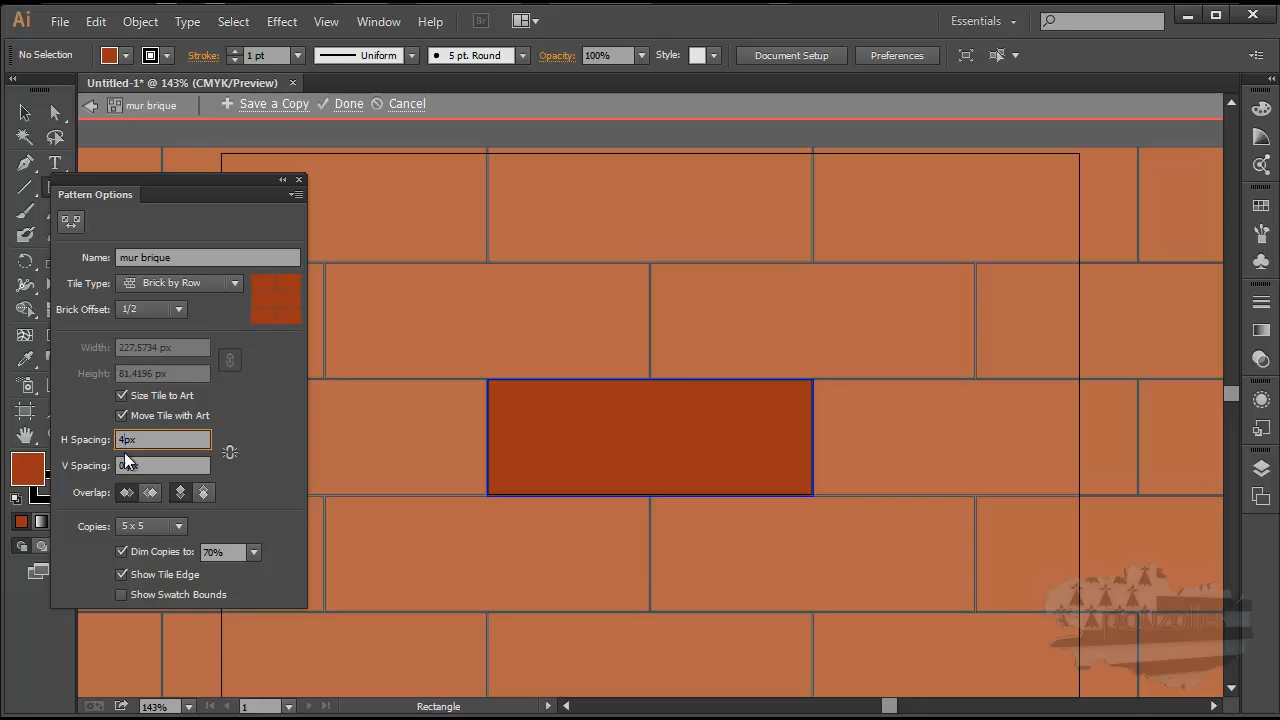 Ai File Edit Object Type Select Effect View Window Help Br Essentials
No Selection Stroke: 1 pt Uniform 5 pt. Round Opacity: 100% Style: Document Setup Preferences
Untitled-1* @ 143% (CMYK/Preview)
mur brique Save a Copy Done Cancel
T
Pattern Options
Name: mur brique
Tile Type: Brick by Row
Brick Offset: 1/2
Width: 227,5734 px
Height: 81,4196 px
Size Tile to Art
Move Tile with Art
H Spacing: 4px
V Spacing:
Overlap:
Copies: 5 x 5
Dim Copies to: 70%
Show Tile Edge
Show Swatch Bounds
143% 1 Rectangle